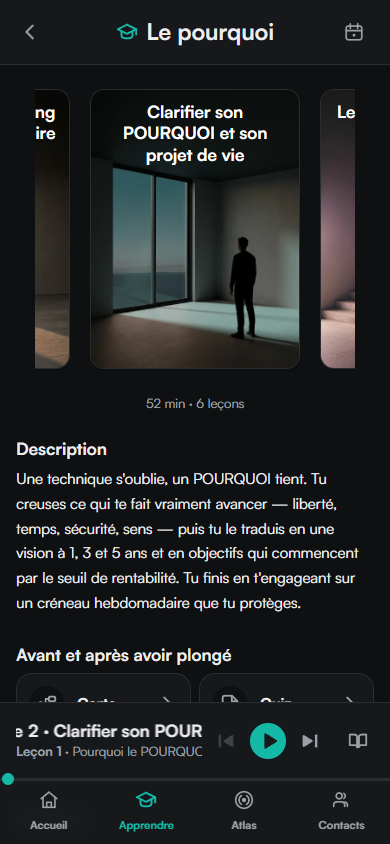 Le pourquoi
ng
ire
Clarifier son
POURQUOI et son
projet de vie
Le
52 min · 6 leçons
Description
Une technique s'oublie, un POURQUOI tient. Tu
creuses ce qui te fait vraiment avancer — liberté,
temps, sécurité, sens — puis tu le traduis en une
vision à 1, 3 et 5 ans et en objectifs qui commencent
par le seuil de rentabilité. Tu finis en t'engageant sur
un créneau hebdomadaire que tu protèges.
Avant et après avoir plongé
e 2 · Clarifier son POUR
Leçon 1 · Pourquoi le POURQUO
Accueil
Apprendre
Atlas
Contacts